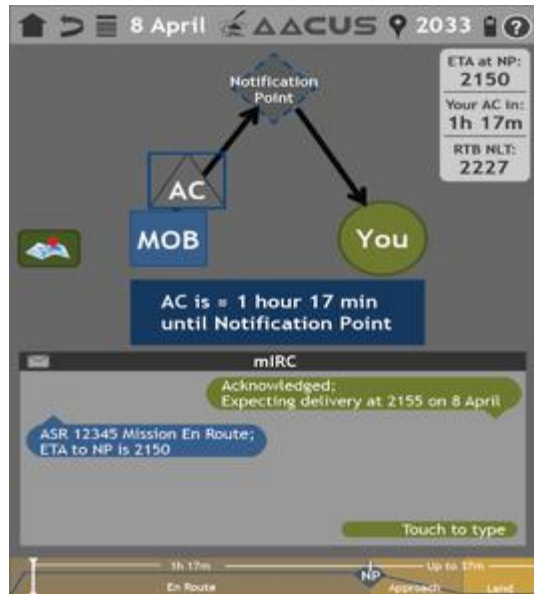 8 April AACUS 2033 ?
ETA at NP:
2150
Your AC in:
1h 17m
RTB NLT:
2227
Notification
Point
AC
MOB
You
AC is = 1 hour 17 min
until Notification Point
mIRC
Acknowledged;
Expecting delivery at 2155 on 8 April
ASR 12345 Mission En Route;
ETA to NP is 2150
Touch to type
1h 17m Up to 37m
NP
En Route Approach Land